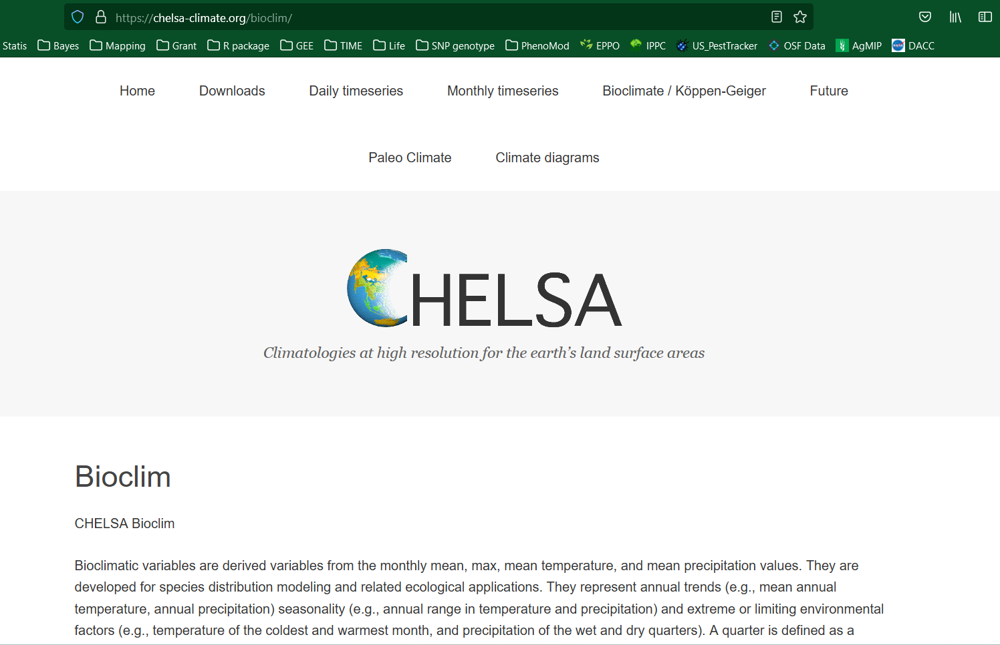 https://chelsa-climate.org/bioclim/
Statis Bayes Mapping Grant R package GEE TIME Life SNP genotype PhenoMod EPPO IPPC US_PestTracker OSF Data AgMIP DACC
Home Downloads Daily timeseries Monthly timeseries Bioclimate / Köppen-Geiger Future
Paleo Climate Climate diagrams
CHELSA
Climatologies at high resolution for the earth’s land surface areas
Bioclim
CHELSA Bioclim
Bioclimatic variables are derived variables from the monthly mean, max, mean temperature, and mean precipitation values. They are
developed for species distribution modeling and related ecological applications. They represent annual trends (e.g., mean annual
temperature, annual precipitation) seasonality (e.g., annual range in temperature and precipitation) and extreme or limiting environmental
factors (e.g., temperature of the coldest and warmest month, and precipitation of the wet and dry quarters). A quarter is defined as a